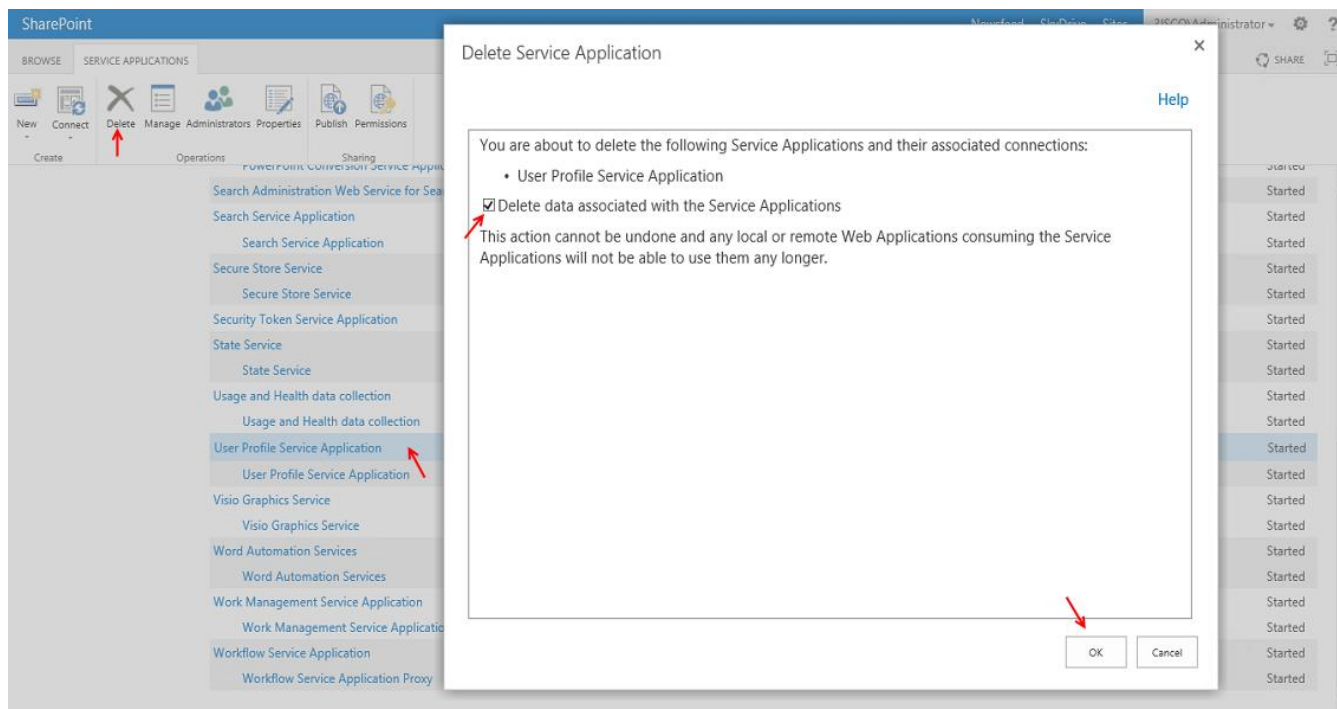 SharePoint
Newsfeed SkyDrive Sites
Administrator
?
BROWSE SERVICE APPLICATIONS
SHARE
New Connect Delete Manage Administrators Properties Publish Permissions
Create Operations Sharing
PowerPoint Conversion Service Applic Started
Search Administration Web Service for Sea Started
Search Service Application Started
Search Service Application Started
Secure Store Service Started
Secure Store Service Started
Security Token Service Application Started
State Service Started
State Service Started
Usage and Health data collection Started
Usage and Health data collection Started
User Profile Service Application Started
User Profile Service Application Started
Visio Graphics Service Started
Visio Graphics Service Started
Word Automation Services Started
Word Automation Services Started
Work Management Service Application Started
Work Management Service Applicatio Started
Workflow Service Application Started
Workflow Service Application Proxy Started
Delete Service Application
Help
You are about to delete the following Service Applications and their associated connections:
• User Profile Service Application
Delete data associated with the Service Applications
This action cannot be undone and any local or remote Web Applications consuming the Service
Applications will not be able to use them any longer.
OK Cancel